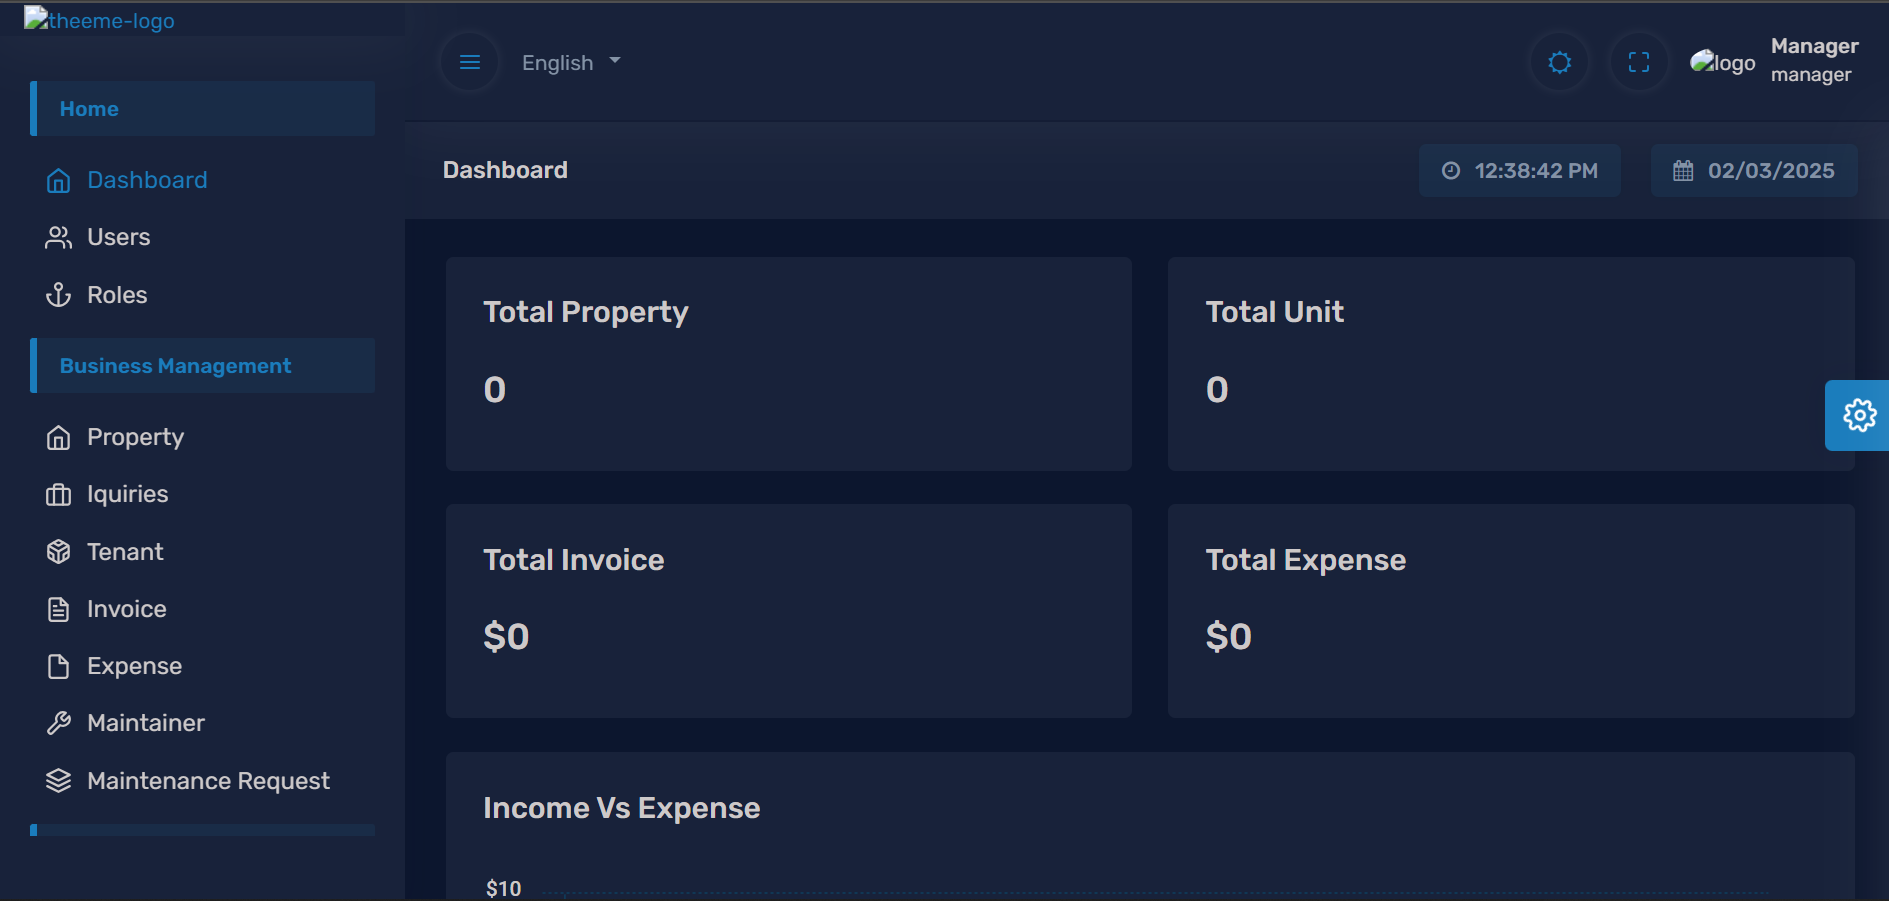 theeme-logo
Home
Dashboard
Users
Roles
Business Management
Property
Iquiries
Tenant
Invoice
Expense
Maintainer
Maintenance Request
English
logo
Manager
manager
Dashboard
12:38:42 PM
02/03/2025
Total Property
0
Total Unit
0
Total Invoice
$0
Total Expense
$0
Income Vs Expense
$10